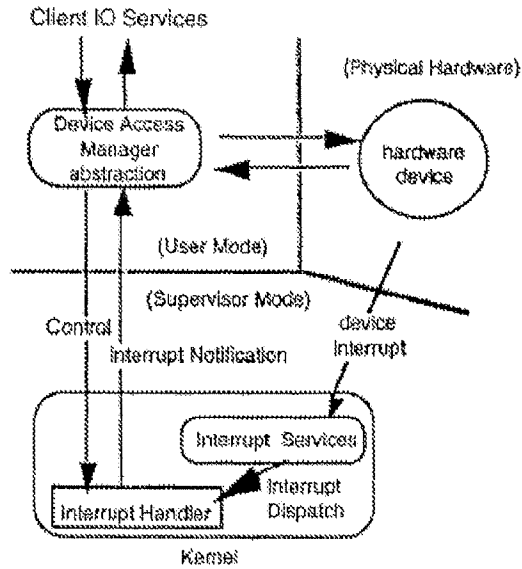 Client IO Services
(Physical Hardware)
Device Access
Manager
abstraction
hardware
device
(User Mode)
(Supervisor Mode)
Control
device
Interrupt
Interrupt Notification
Interrupt Services
Interrupt
Dispatch
Interrupt Handler
Kernel